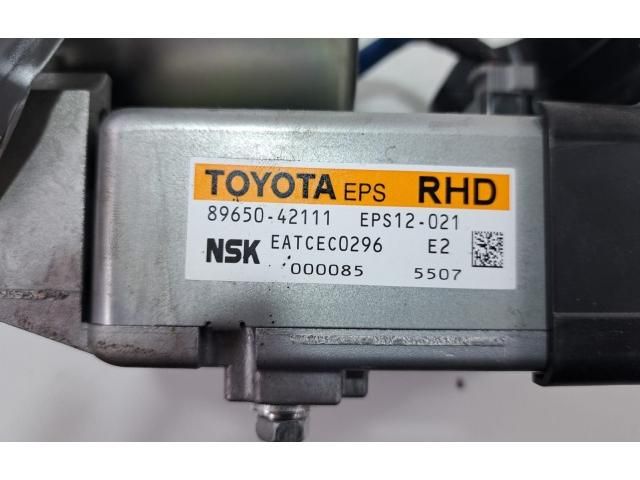 TOYOTA EPS RHD
89650-42111 EPS12-021
NSK EATCEC0296 E2
000085 5507